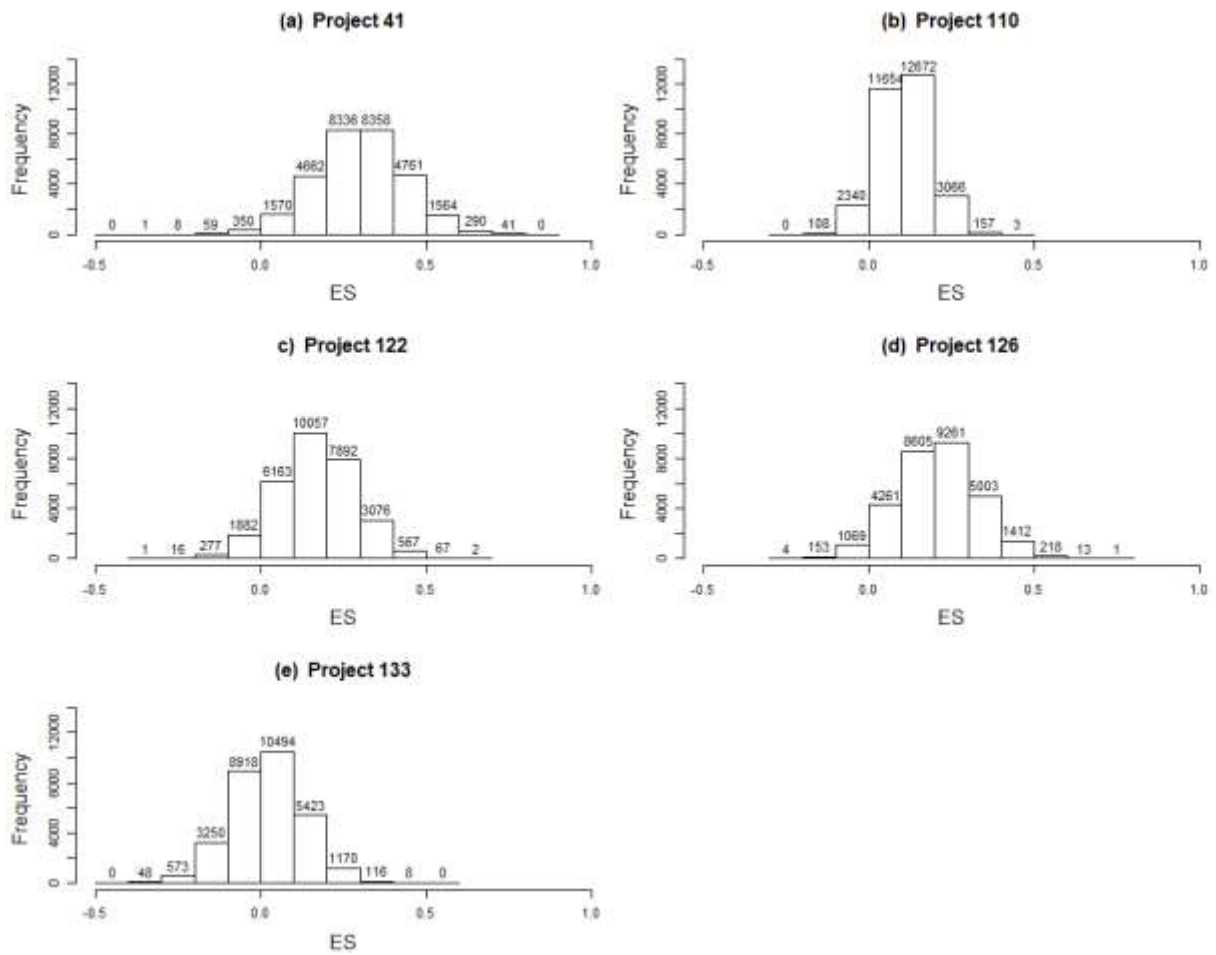 (a) Project 41
Frequency
0 4000 8000 12000
0 1 8 59 350 1570 4662 8336 8358 4761 1564 290 41 0
-0.5 0.0 0.5 1.0
ES
(b) Project 110
Frequency
0 4000 8000 12000
0 108 2340 11654 12672 3066 157 3
-0.5 0.0 0.5 1.0
ES
c) Project 122
Frequency
0 4000 8000 12000
1 16 277 1882 6163 10057 7892 3076 567 67 2
-0.5 0.0 0.5 1.0
ES
(d) Project 126
Frequency
0 4000 8000 12000
4 153 1069 4261 8605 9261 5003 1412 218 13 1
-0.5 0.0 0.5 1.0
ES
(e) Project 133
Frequency
0 4000 8000 12000
0 48 573 3250 8918 10494 5423 1170 116 8 0
-0.5 0.0 0.5 1.0
ES